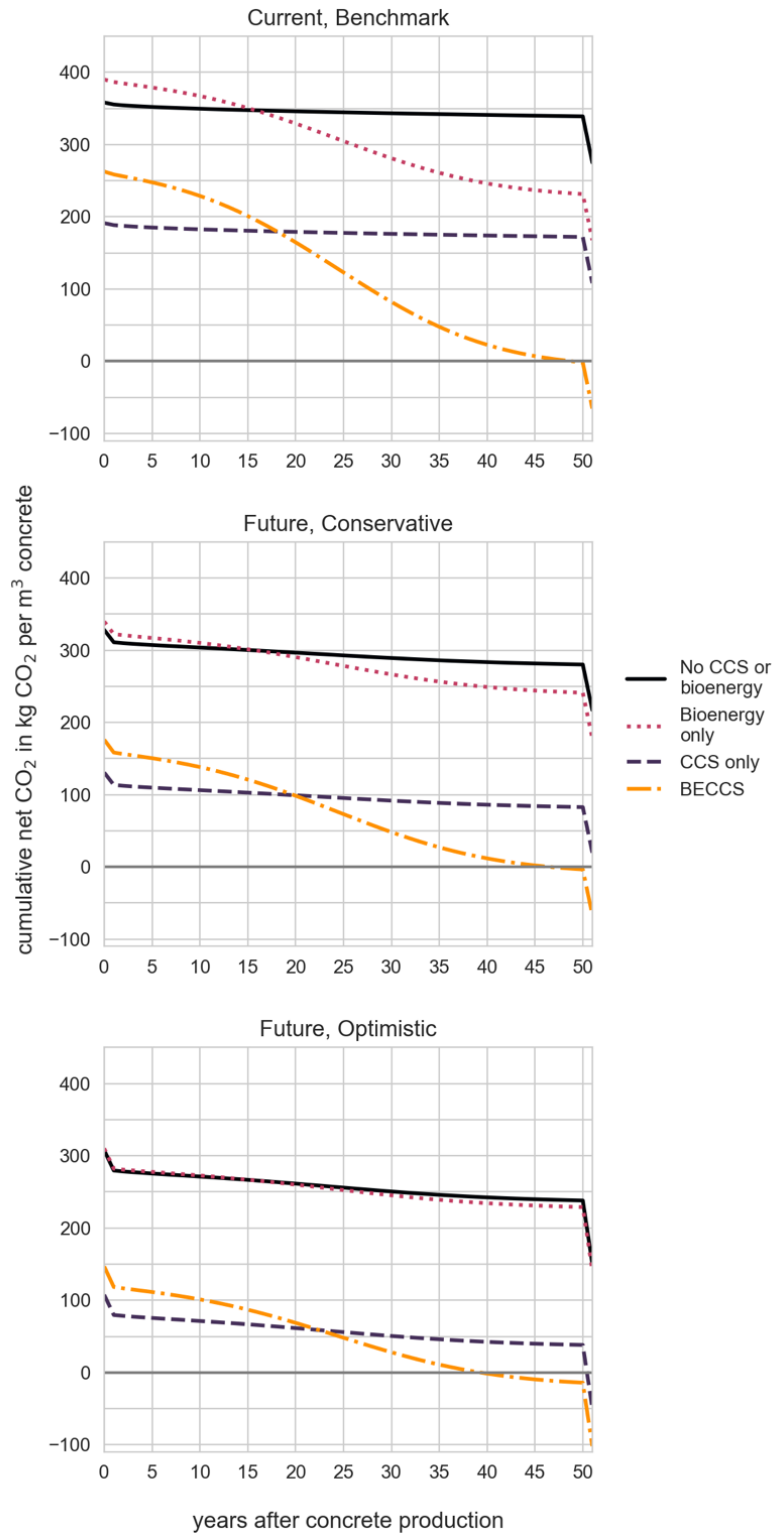 Current, Benchmark
400
300
200
100
0
−100
0 5 10 15 20 25 30 35 40 45 50
cumulative net CO₂ in kg CO₂ per m³ concrete
Future, Conservative
400
300
200
100
0
−100
0 5 10 15 20 25 30 35 40 45 50
No CCS or
bioenergy
Bioenergy
only
CCS only
BECCS
Future, Optimistic
400
300
200
100
0
−100
0 5 10 15 20 25 30 35 40 45 50
years after concrete production